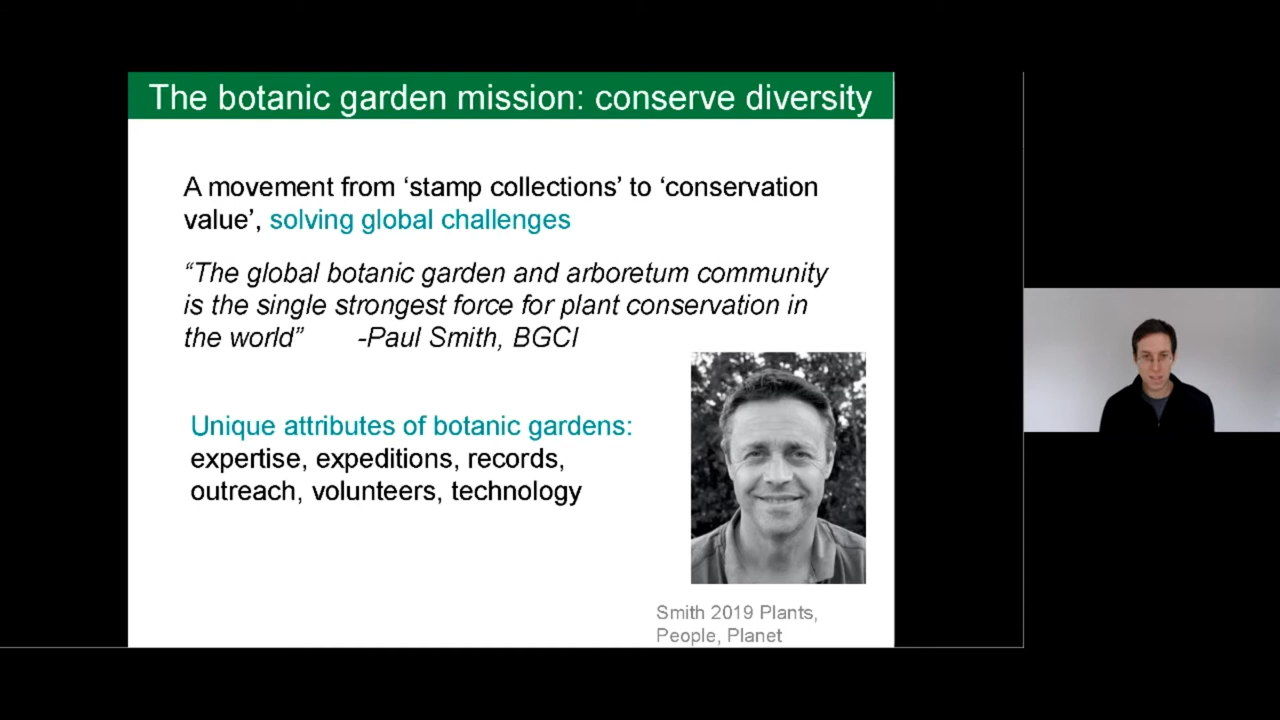 The botanic garden mission: conserve diversity
A movement from ‘stamp collections’ to ‘conservation
value’, solving global challenges
“The global botanic garden and arboretum community
is the single strongest force for plant conservation in
the world” -Paul Smith, BGCI
Unique attributes of botanic gardens:
expertise, expeditions, records,
outreach, volunteers, technology
Smith 2019 Plants,
People, Planet